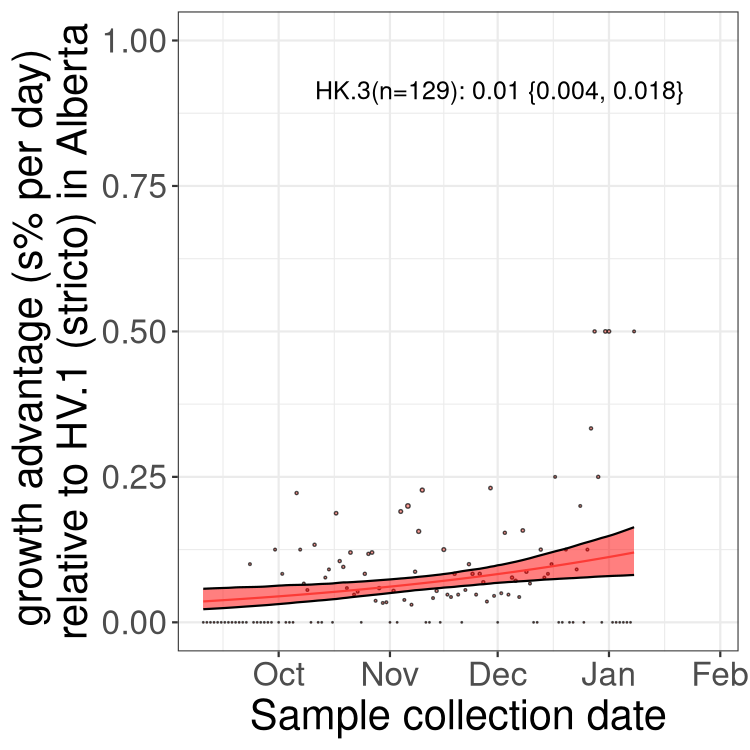 growth advantage (s% per day)
relative to HV.1 (stricto) in Alberta
1.00
0.75
0.50
0.25
0.00
HK.3(n=129): 0.01 {0.004, 0.018}
Oct Nov Dec Jan Feb
Sample collection date